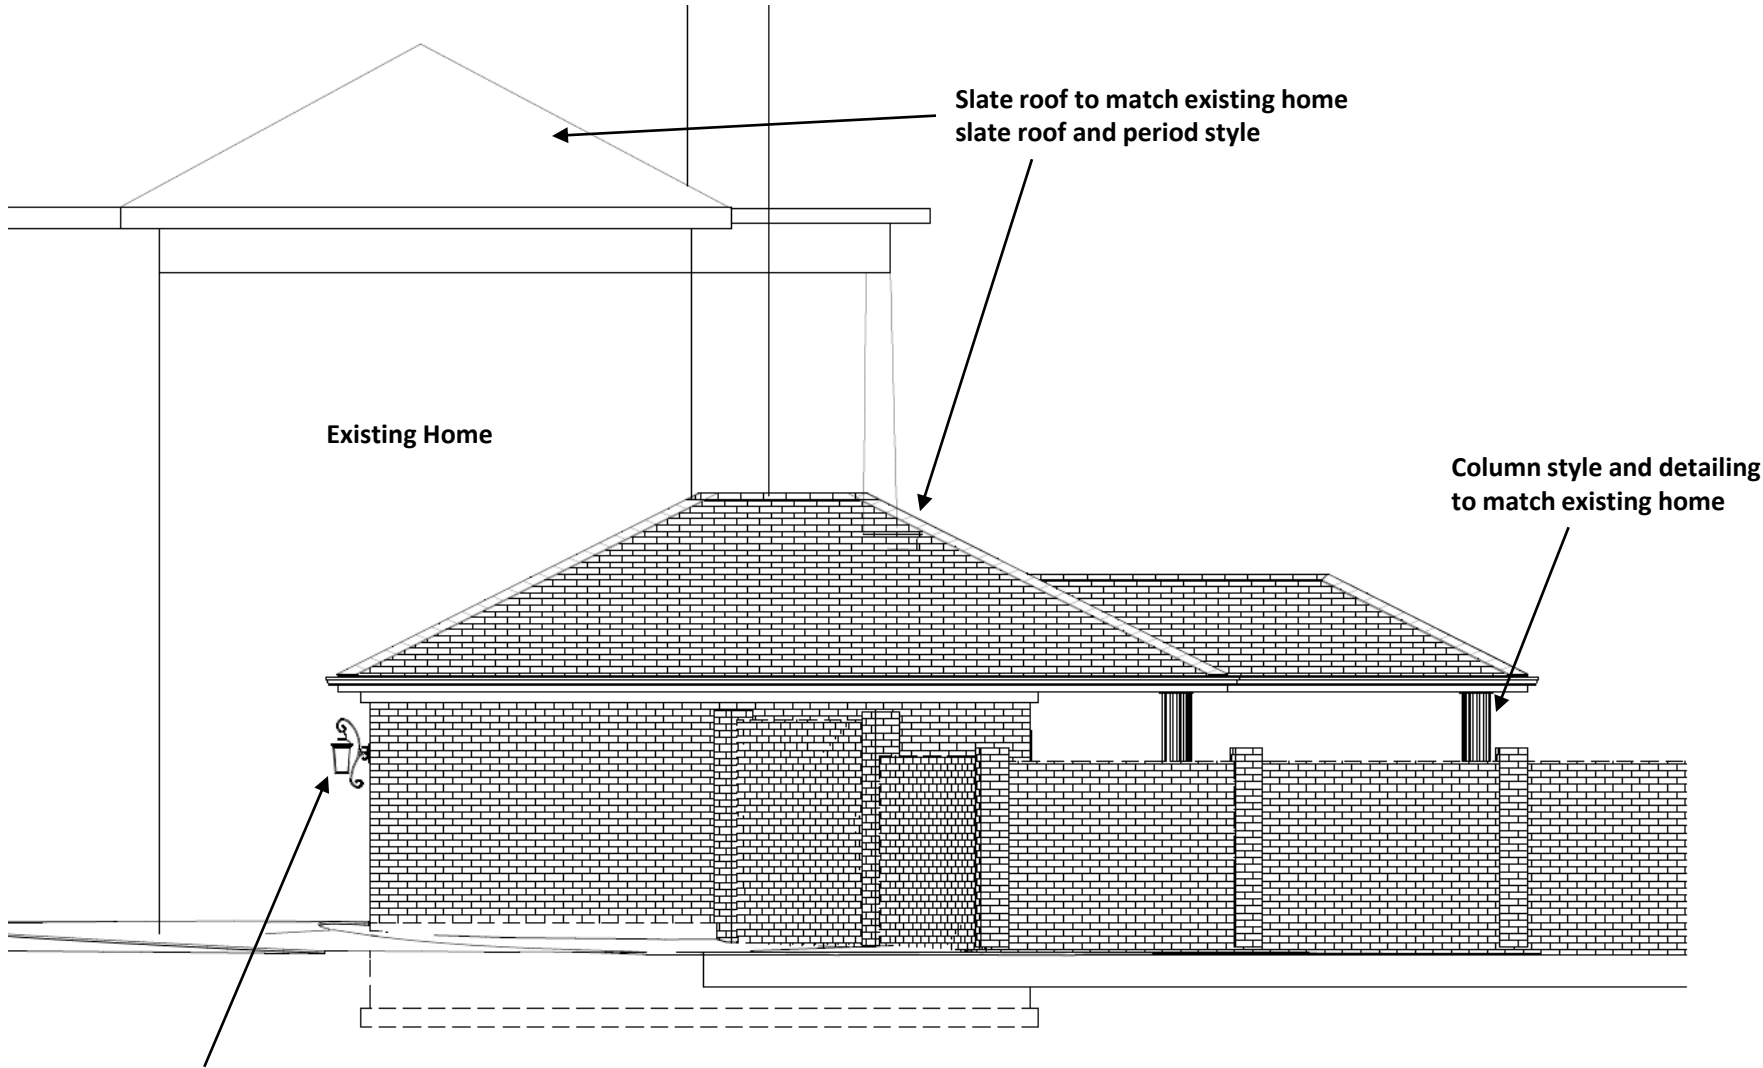 Slate roof to match existing home
slate roof and period style
Existing Home
Column style and detailing
to match existing home